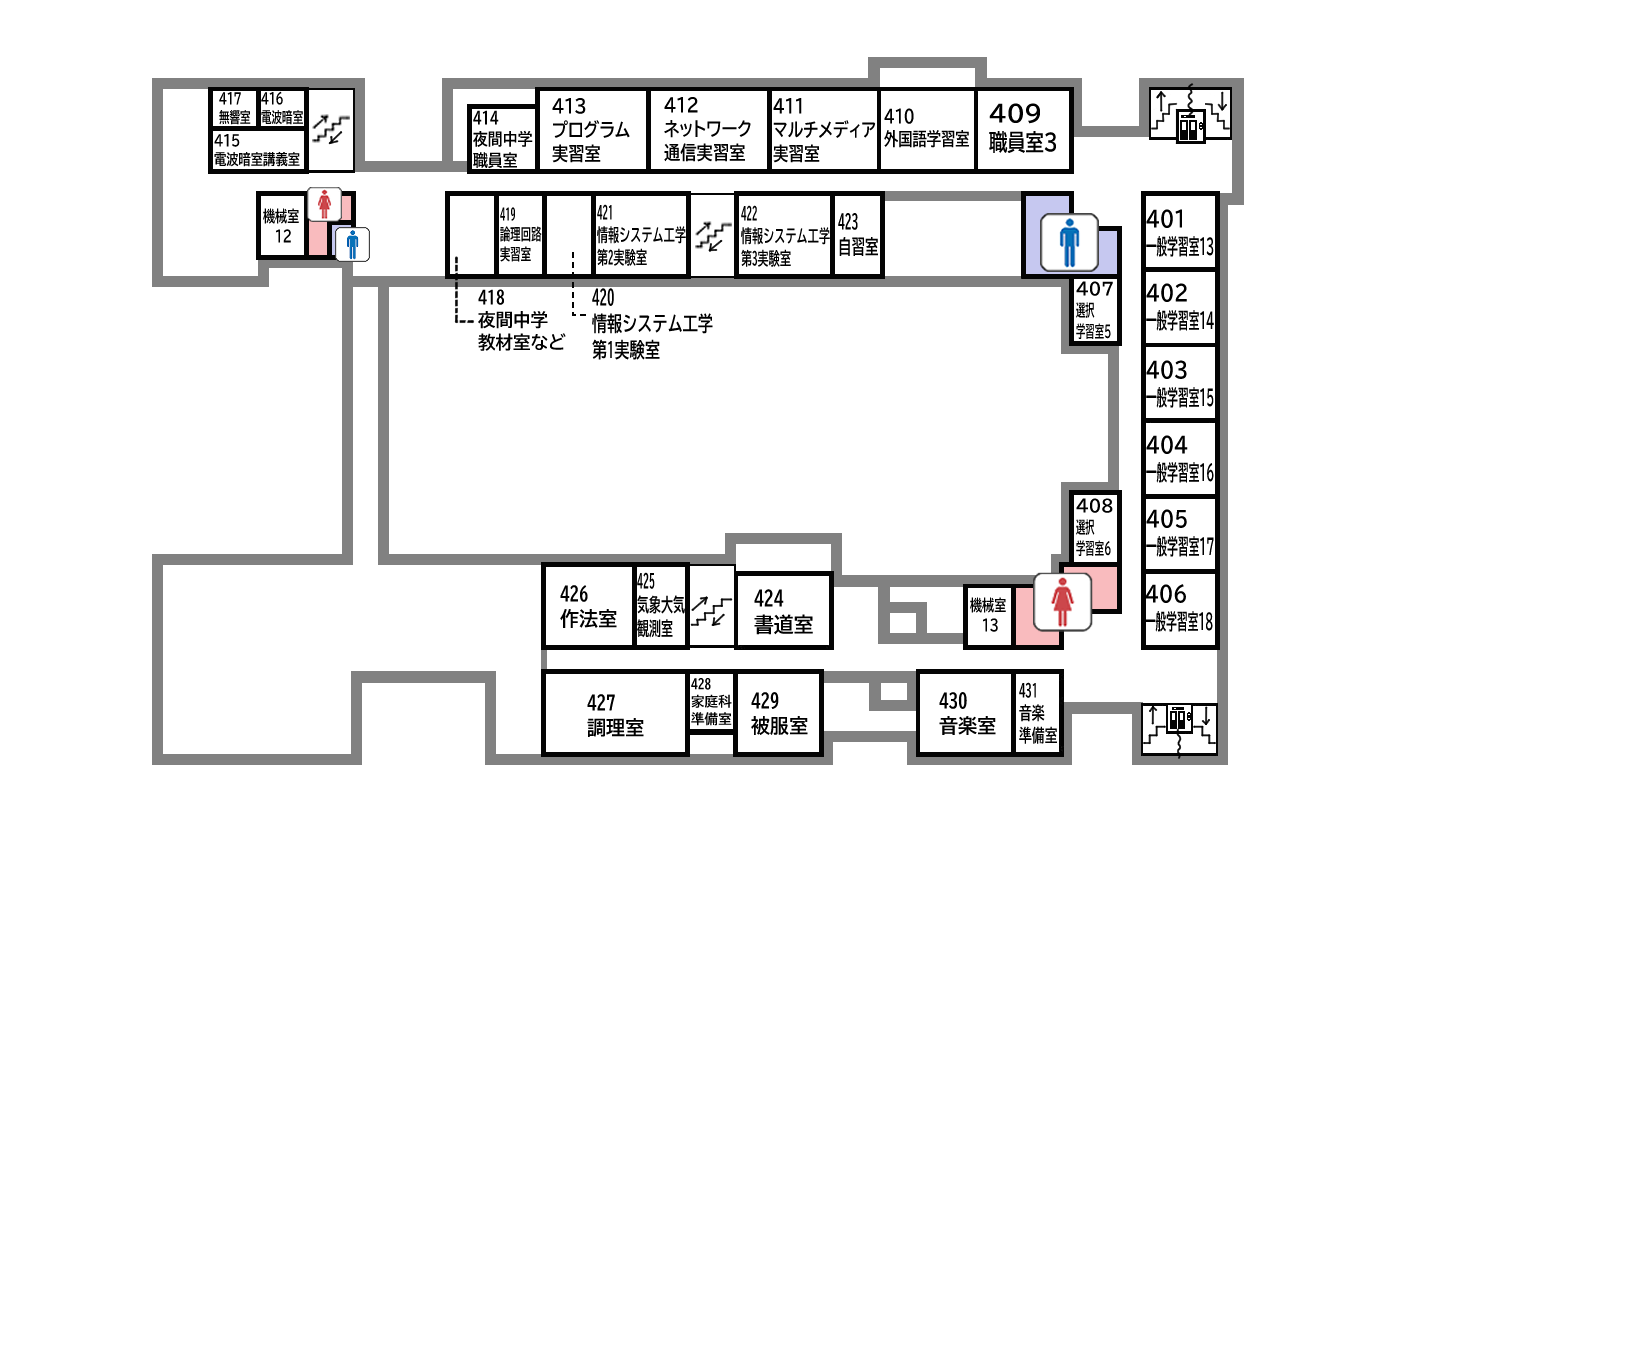 417
無響室
416
電波暗室
415
電波暗室講義室
414
夜間中学
職員室
413
プログラム
実習室
412
ネットワーク
通信実習室
411
マルチメディア
実習室
410
外国語学習室
409
職員室3
機械室
12
419
論理回路
実習室
421
情報システム工学
第2実験室
422
情報システム工学
第3実験室
423
自習室
418
夜間中学
教材室など
420
情報システム工学
第1実験室
401
一般学習室13
402
一般学習室14
403
一般学習室15
404
一般学習室16
405
一般学習室17
406
一般学習室18
407
選択
学習室5
408
選択
学習室6
426
作法室
425
気象大気
観測室
424
書道室
機械室
13
427
調理室
428
家庭科
準備室
429
被服室
430
音楽室
431
音楽
準備室